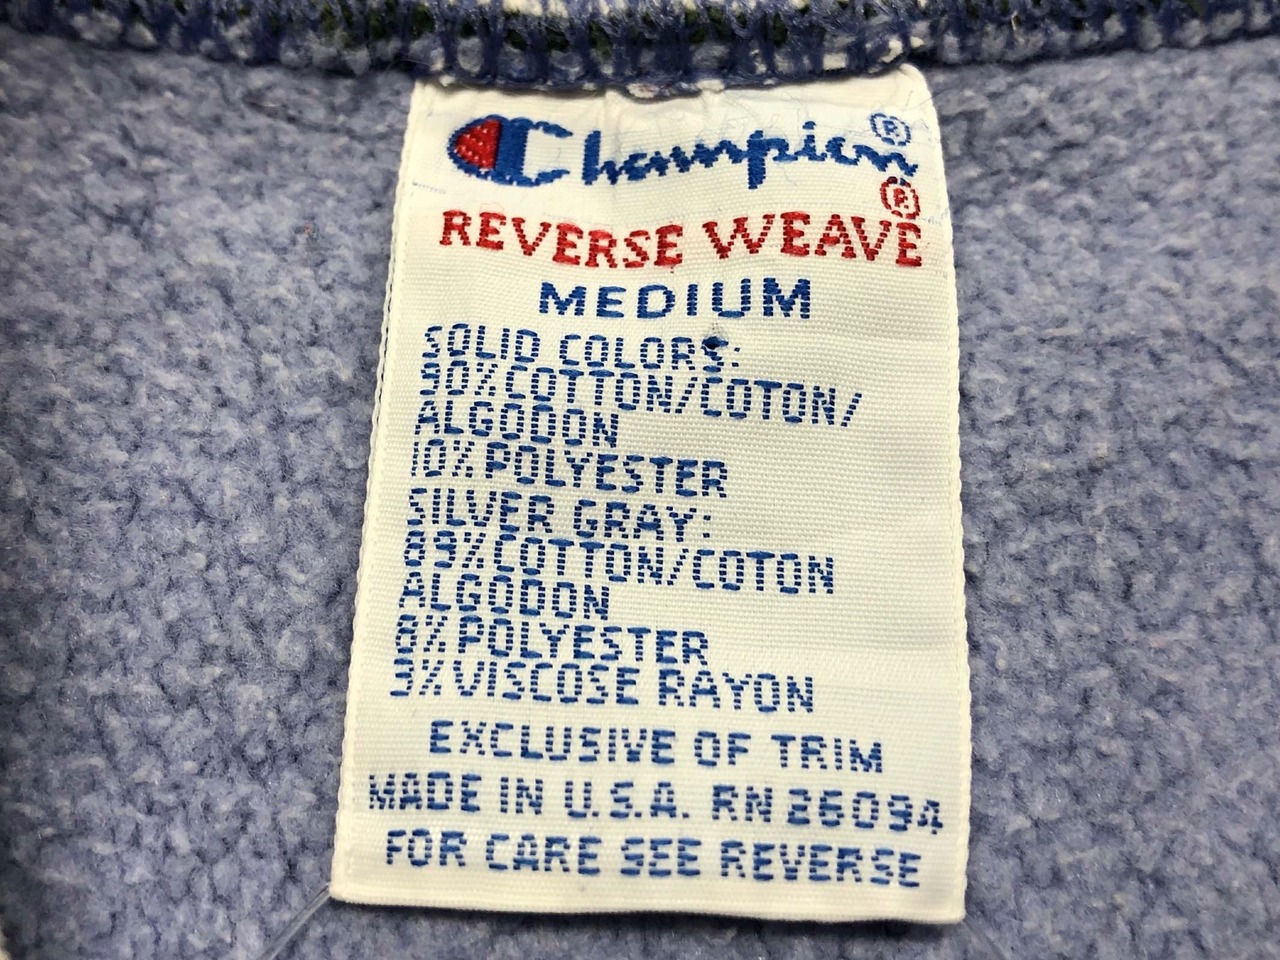 Champion®
REVERSE WEAVE®
MEDIUM
SOLID COLORS:
90% COTTON/COTON/
ALGODON
10% POLYESTER
SILVER GRAY:
89% COTTON/COTON
ALGODON
8% POLYESTER
3% VISCOSE RAYON
EXCLUSIVE OF TRIM
MADE IN U.S.A. RN 26094
FOR CARE SEE REVERSE